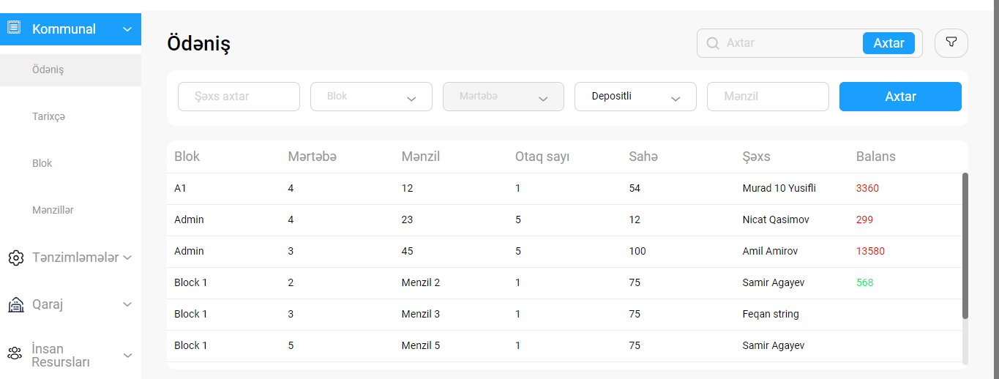 Kommunal
Ödəniş
Tarixçə
Blok
Mənzillər
Tənzimləmələr
Qaraj
İnsan
Resursları
Ödəniş
Axtar Axtar
Şəxs axtar Blok Mərtəbə Depositli Mənzil Axtar
Blok Mərtəbə Mənzil Otaq sayı Sahə Şəxs Balans
A1 4 12 1 54 Murad 10 Yusifli 3360
Admin 4 23 5 12 Nicat Qasimov 299
Admin 3 45 5 100 Amil Amirov 13580
Block 1 2 Menzil 2 1 75 Samir Agayev 568
Block 1 3 Menzil 3 1 75 Feqan string
Block 1 5 Menzil 5 1 75 Samir Agayev